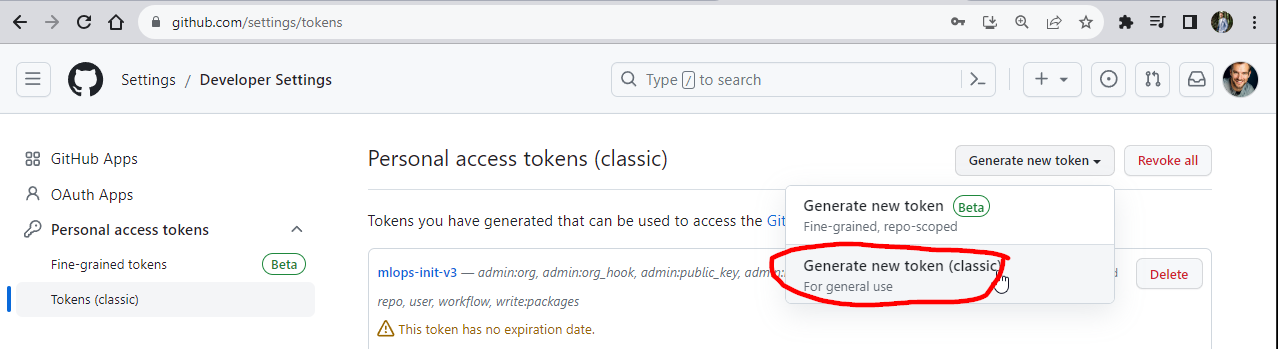 github.com/settings/tokens
Settings / Developer Settings
Type / to search
GitHub Apps
OAuth Apps
Personal access tokens
Fine-grained tokens Beta
Tokens (classic)
Personal access tokens (classic)
Generate new token
Revoke all
Generate new token Beta
Fine-grained, repo-scoped
Generate new token (classic)
For general use
Tokens you have generated that can be used to access the Git
mlops-init-v3 — admin:org, admin:org_hook, admin:public_key, admin:
Delete
repo, user, workflow, write:packages
This token has no expiration date.